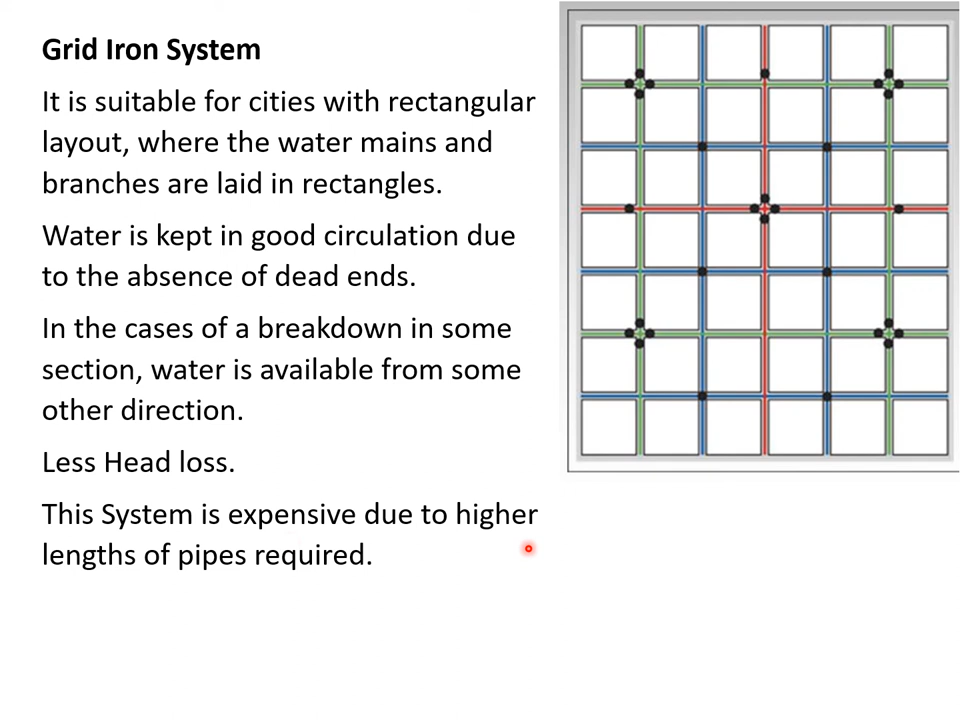 Grid Iron System
It is suitable for cities with rectangular
layout, where the water mains and
branches are laid in rectangles.
Water is kept in good circulation due
to the absence of dead ends.
In the cases of a breakdown in some
section, water is available from some
other direction.
Less Head loss.
This System is expensive due to higher
lengths of pipes required.